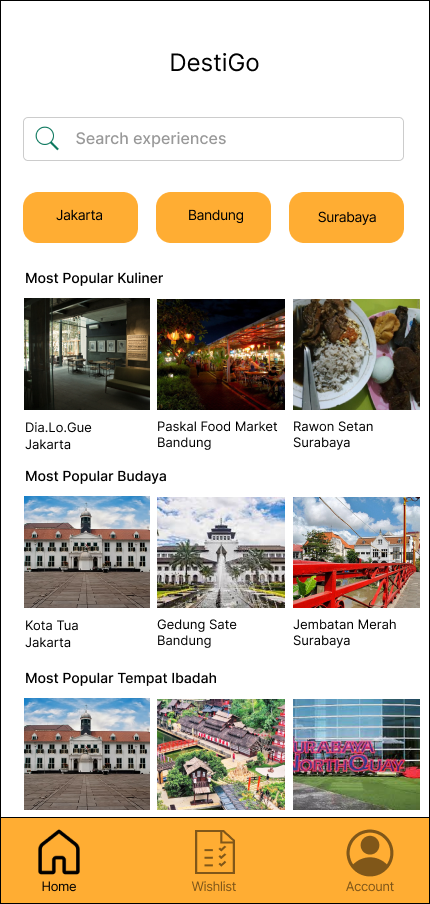 DestiGo
Search experiences
Jakarta
Bandung
Surabaya
Most Popular Kuliner
Dia.Lo.Gue
Jakarta
Paskal Food Market
Bandung
Rawon Setan
Surabaya
Most Popular Budaya
Kota Tua
Jakarta
Gedung Sate
Bandung
Jembatan Merah
Surabaya
Most Popular Tempat Ibadah
URABAYA
ORTHQUAY
Home
Wishlist
Account